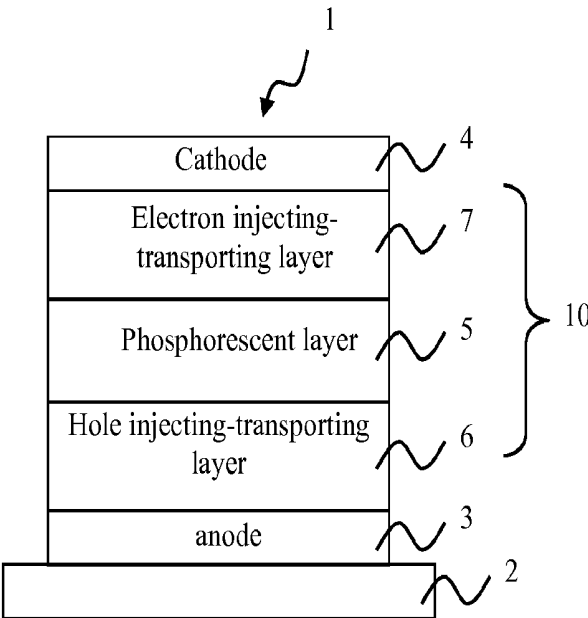 1
Cathode
4
Electron injecting-
transporting layer
7
10
Phosphorescent layer
5
Hole injecting-transporting
layer
6
anode
3
2